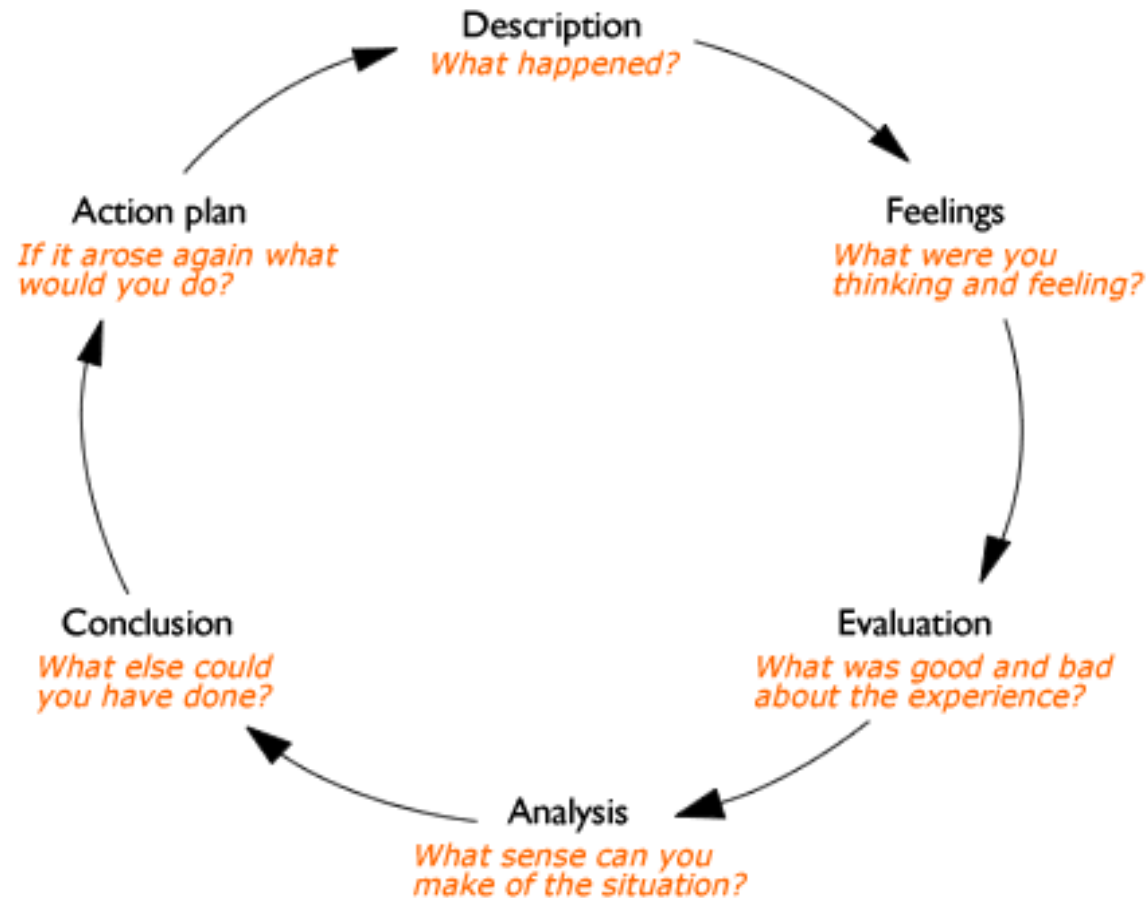 Description
What happened?
Feelings
What were you
thinking and feeling?
Evaluation
What was good and bad
about the experience?
Analysis
What sense can you
make of the situation?
Conclusion
What else could
you have done?
Action plan
If it arose again what
would you do?